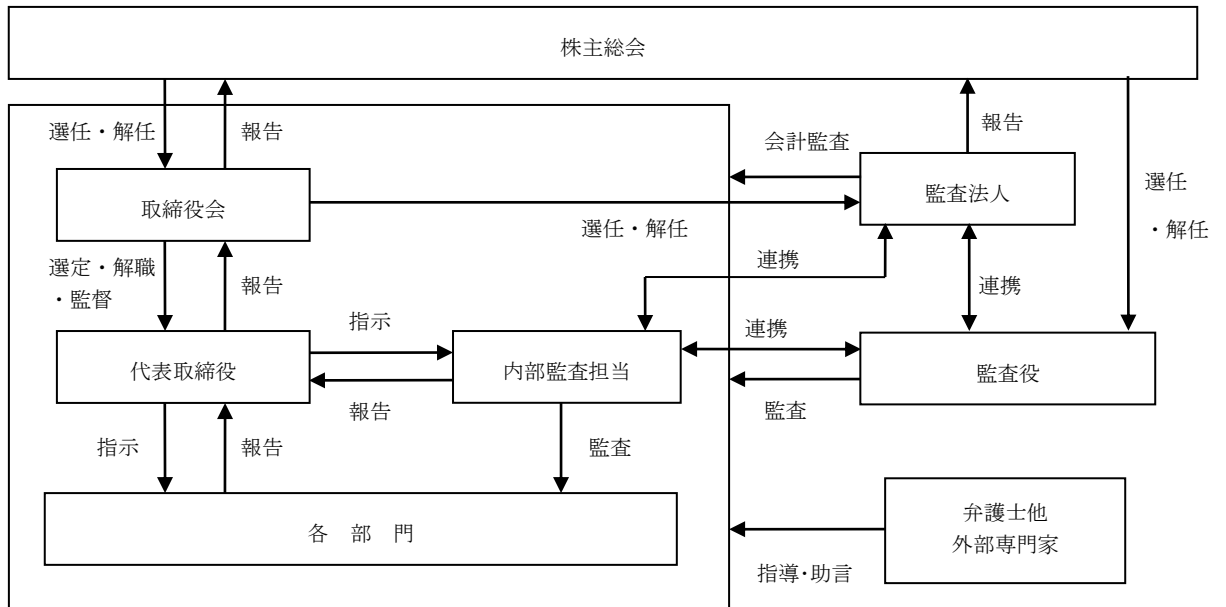 株主総会
選任・解任
報告
会計監査
報告
取締役会
監査法人
選任
・解任
選任・解任
選定・解職
・監督
報告
連携
連携
指示
連携
代表取締役
内部監査担当
監査役
報告
監査
指示
報告
監査
各 部 門
弁護士他
外部専門家
指導・助言